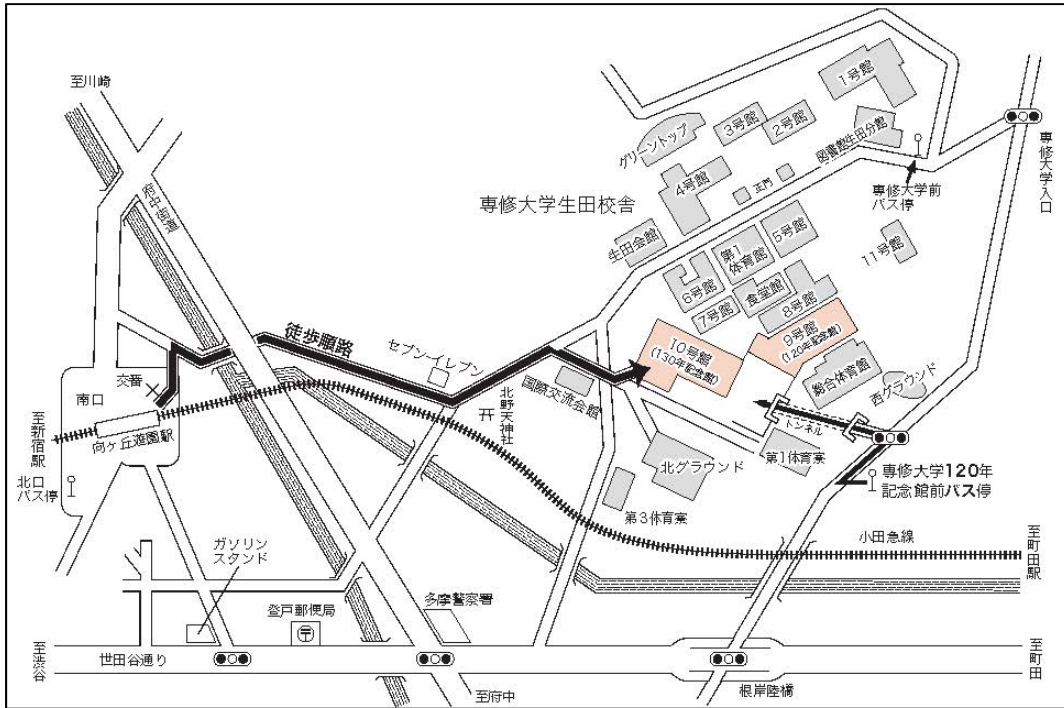 至川崎
府中街道
徒歩順路
セブンイレブン
交番
南口
至新宿駅
向ヶ丘遊園駅
北口
バス停
ガソリン
スタンド
登戸郵便局
多摩警察署
至渋谷
世田谷通り
至府中
根岸陸橋
至町田
至町田駅
小田急線
北野天神社
国際交流会館
北グラウンド
第3体育寮
第1体育寮
トンネル
専修大学120年
記念館前バス停
西グラウンド
総合体育館
9号館
(120年記念館)
10号館
(130年記念館)
8号館
食堂館
7号館
6号館
第1
体育館
5号館
11号館
生田会館
4号館
正門
専修大学生田校舎
グリーントップ
3号館
2号館
1号館
図書館生田分館
専修大学前
バス停
専修大学入口